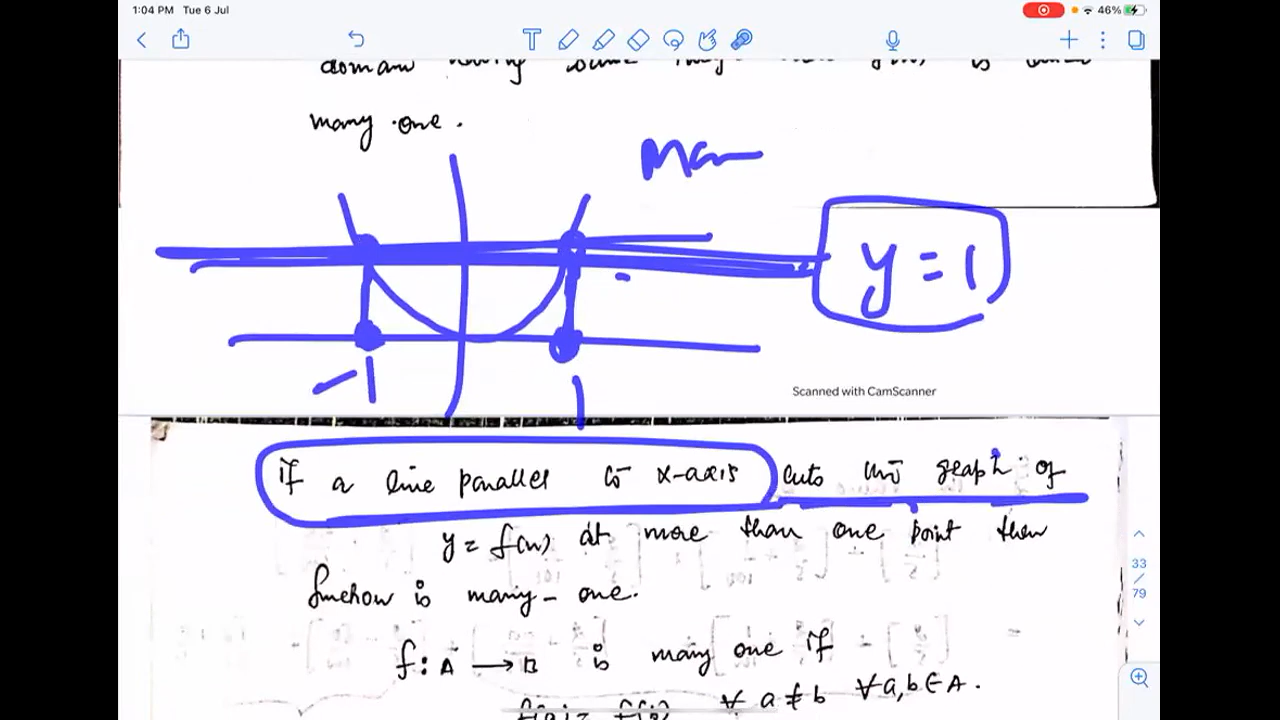 1:04 PM Tue 6 Jul
46%
domain
many one.
Man
y = 1
-1
1
Scanned with CamScanner
if a line parallel to x-axis cuts the graph of
y = f(x) at more than one point then
is many-one.
33
/
79
f: A → B is many one if
∀ a ≠ b ∀ a, b ∈ A.